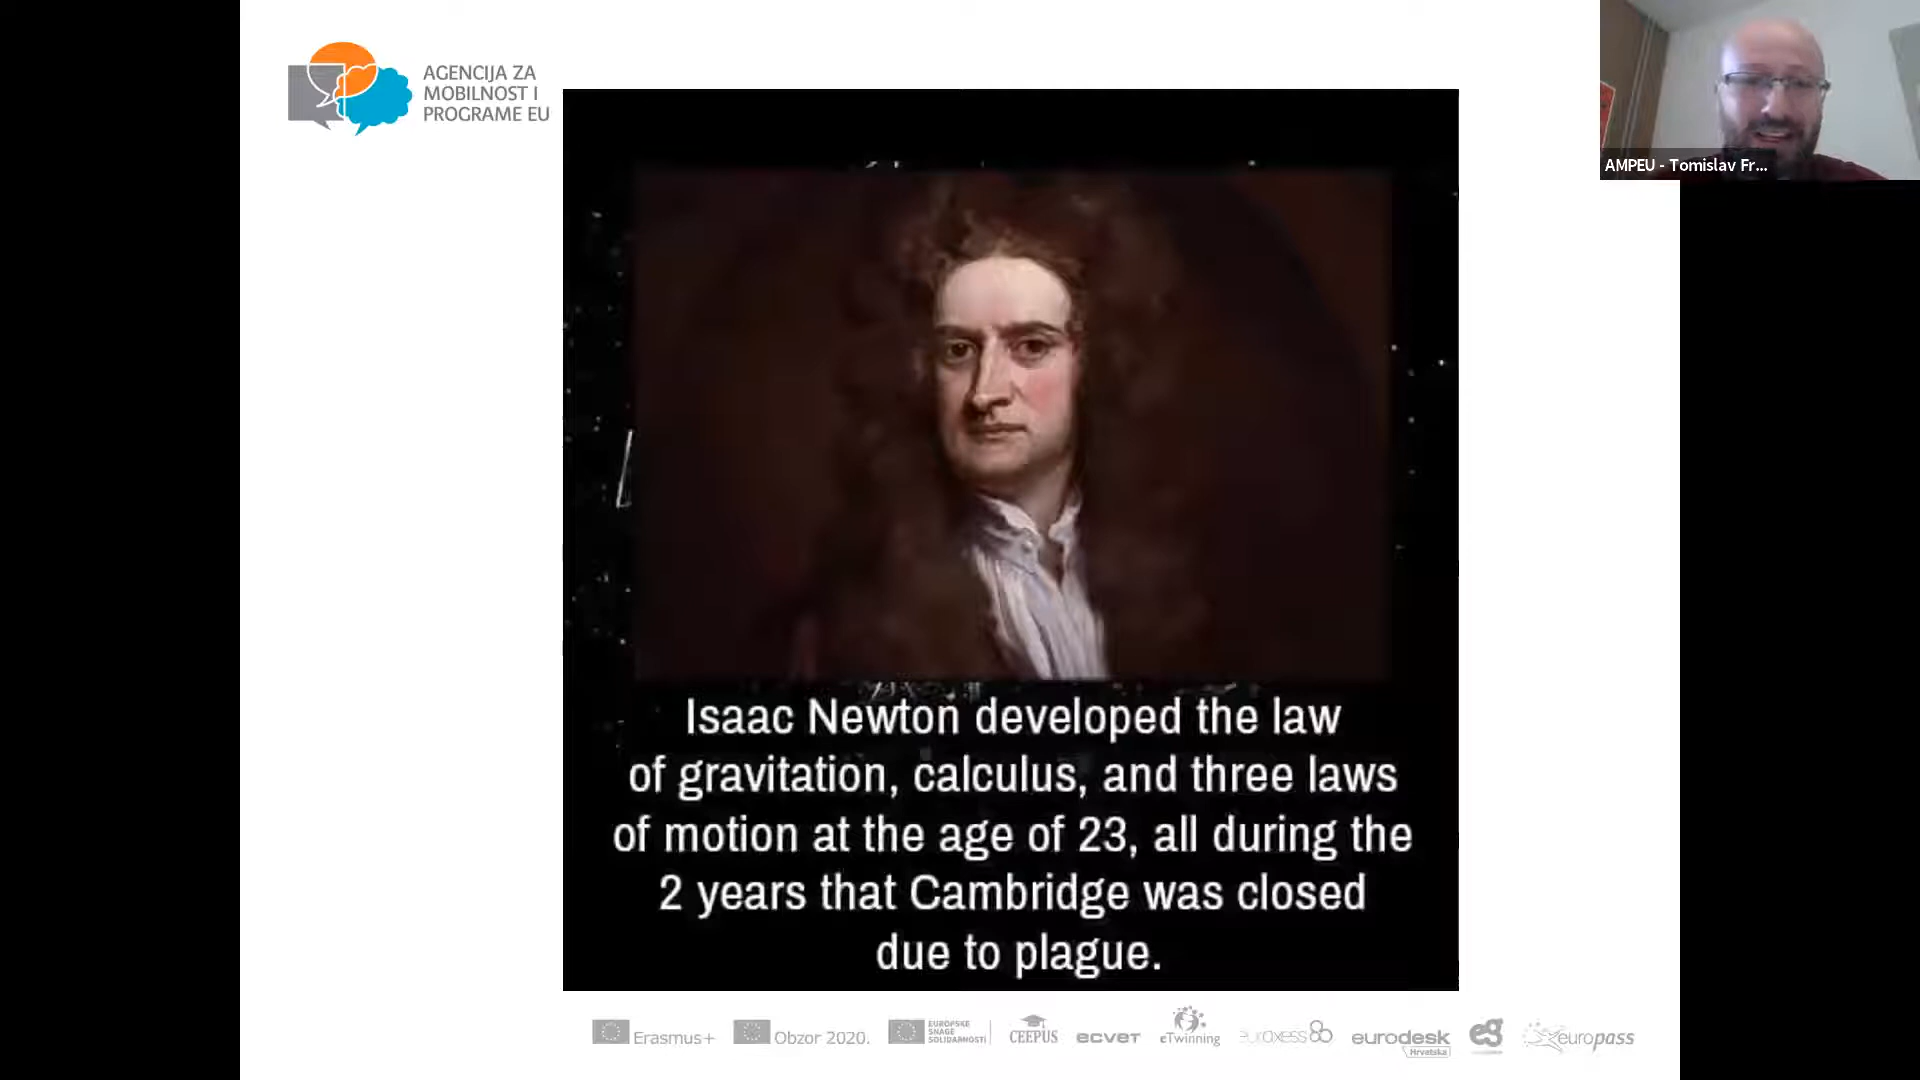 AGENCIJA ZA
MOBILNOST I
PROGRAME EU
AMPEU - Tomislav Fr...
Isaac Newton developed the law
of gravitation, calculus, and three laws
of motion at the age of 23, all during the
2 years that Cambridge was closed
due to plague.
Erasmus+
Obzor 2020.
EUROPSKE
SNAGE
SOLIDARNOSTI
CEEPUS
ecvet
eTwinning
euraxess
eurodesk
Hrvatska
europass